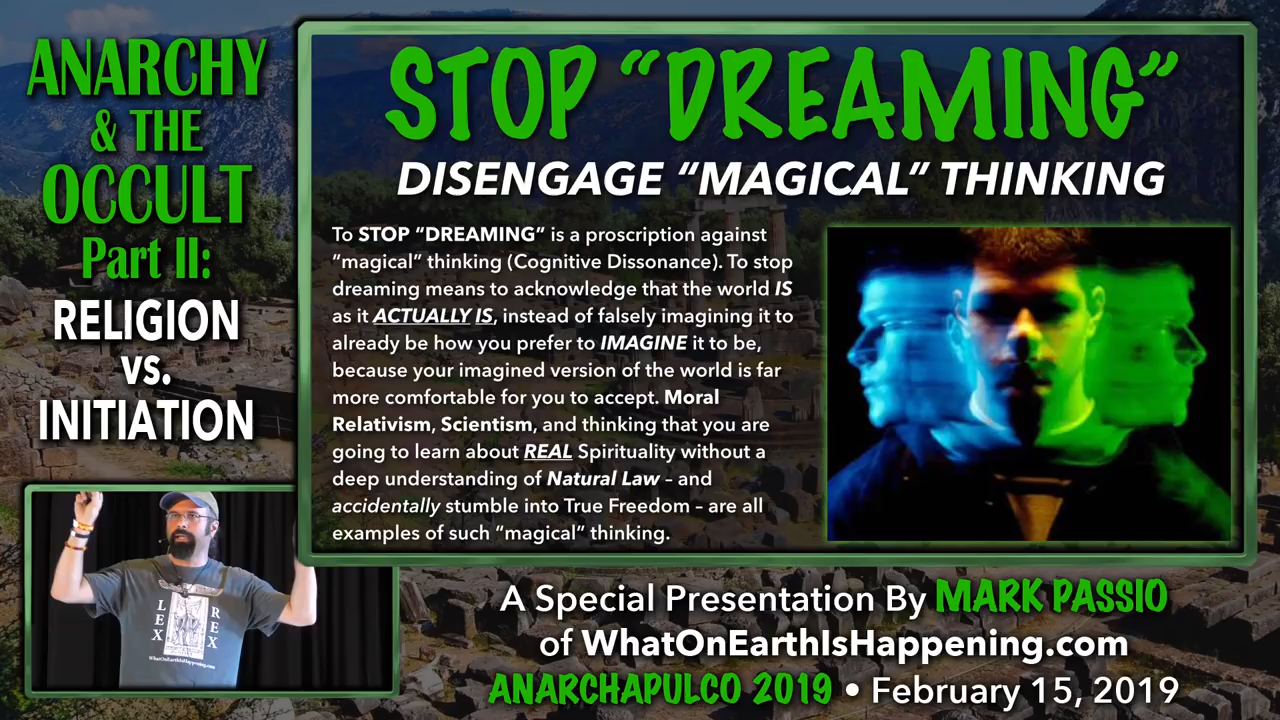 ANARCHY
& THE
OCCULT
Part II:
RELIGION
vs.
INITIATION
STOP “DREAMING”
DISENGAGE “MAGICAL” THINKING
To STOP “DREAMING” is a proscription against
“magical” thinking (Cognitive Dissonance). To stop
dreaming means to acknowledge that the world IS
as it ACTUALLY IS, instead of falsely imagining it to
already be how you prefer to IMAGINE it to be,
because your imagined version of the world is far
more comfortable for you to accept. Moral
Relativism, Scientism, and thinking that you are
going to learn about REAL Spirituality without a
deep understanding of Natural Law – and
accidentally stumble into True Freedom – are all
examples of such “magical” thinking.
LEX
REX
WhatOnEarthIsHappening.com
A Special Presentation By MARK PASSIO
of WhatOnEarthIsHappening.com
ANARCHAPULCO 2019 • February 15, 2019